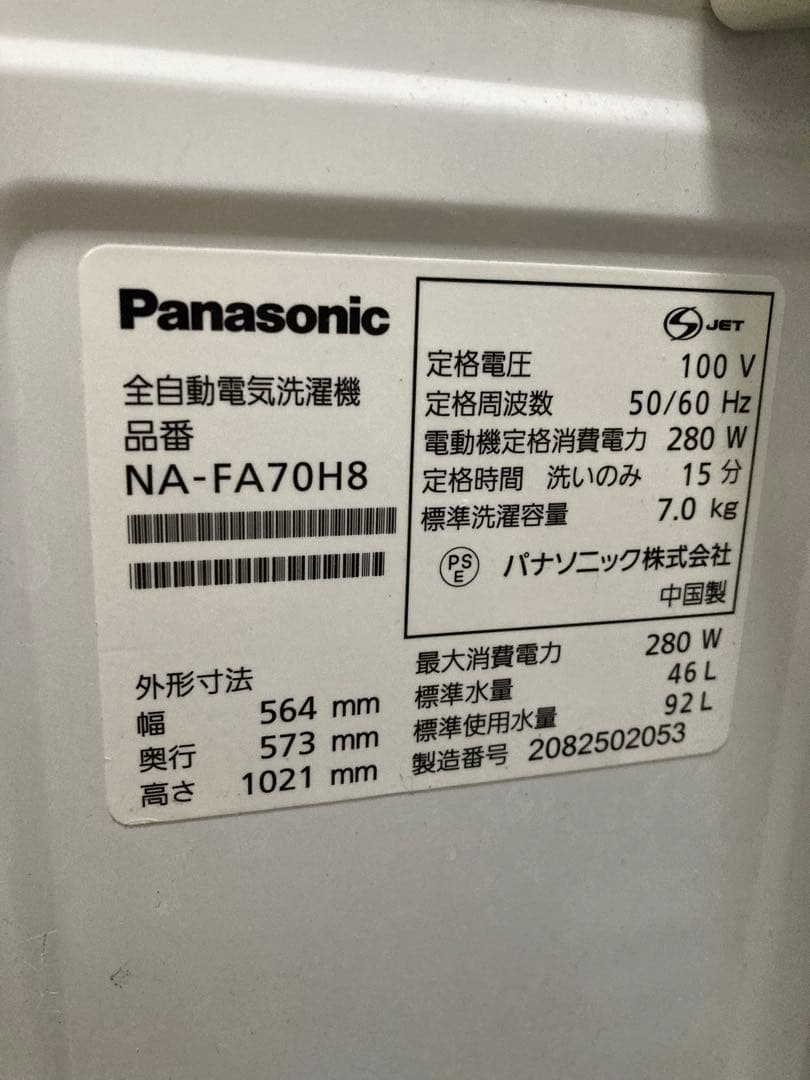 Panasonic
全自動電気洗濯機
品番
NA-FA70H8
外形寸法
幅 564 mm
奥行 573 mm
高さ 1021 mm
JET
定格電圧 100 V
定格周波数 50/60 Hz
電動機定格消費電力 280 W
定格時間 洗いのみ 15 分
標準洗濯容量 7.0 kg
PS
E
パナソニック株式会社
中国製
最大消費電力 280 W
標準水量 46 L
標準使用水量 92 L
製造番号 2082502053